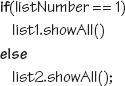 if(listNumber == 1)
list1.showAll()
else
list2.showAll();